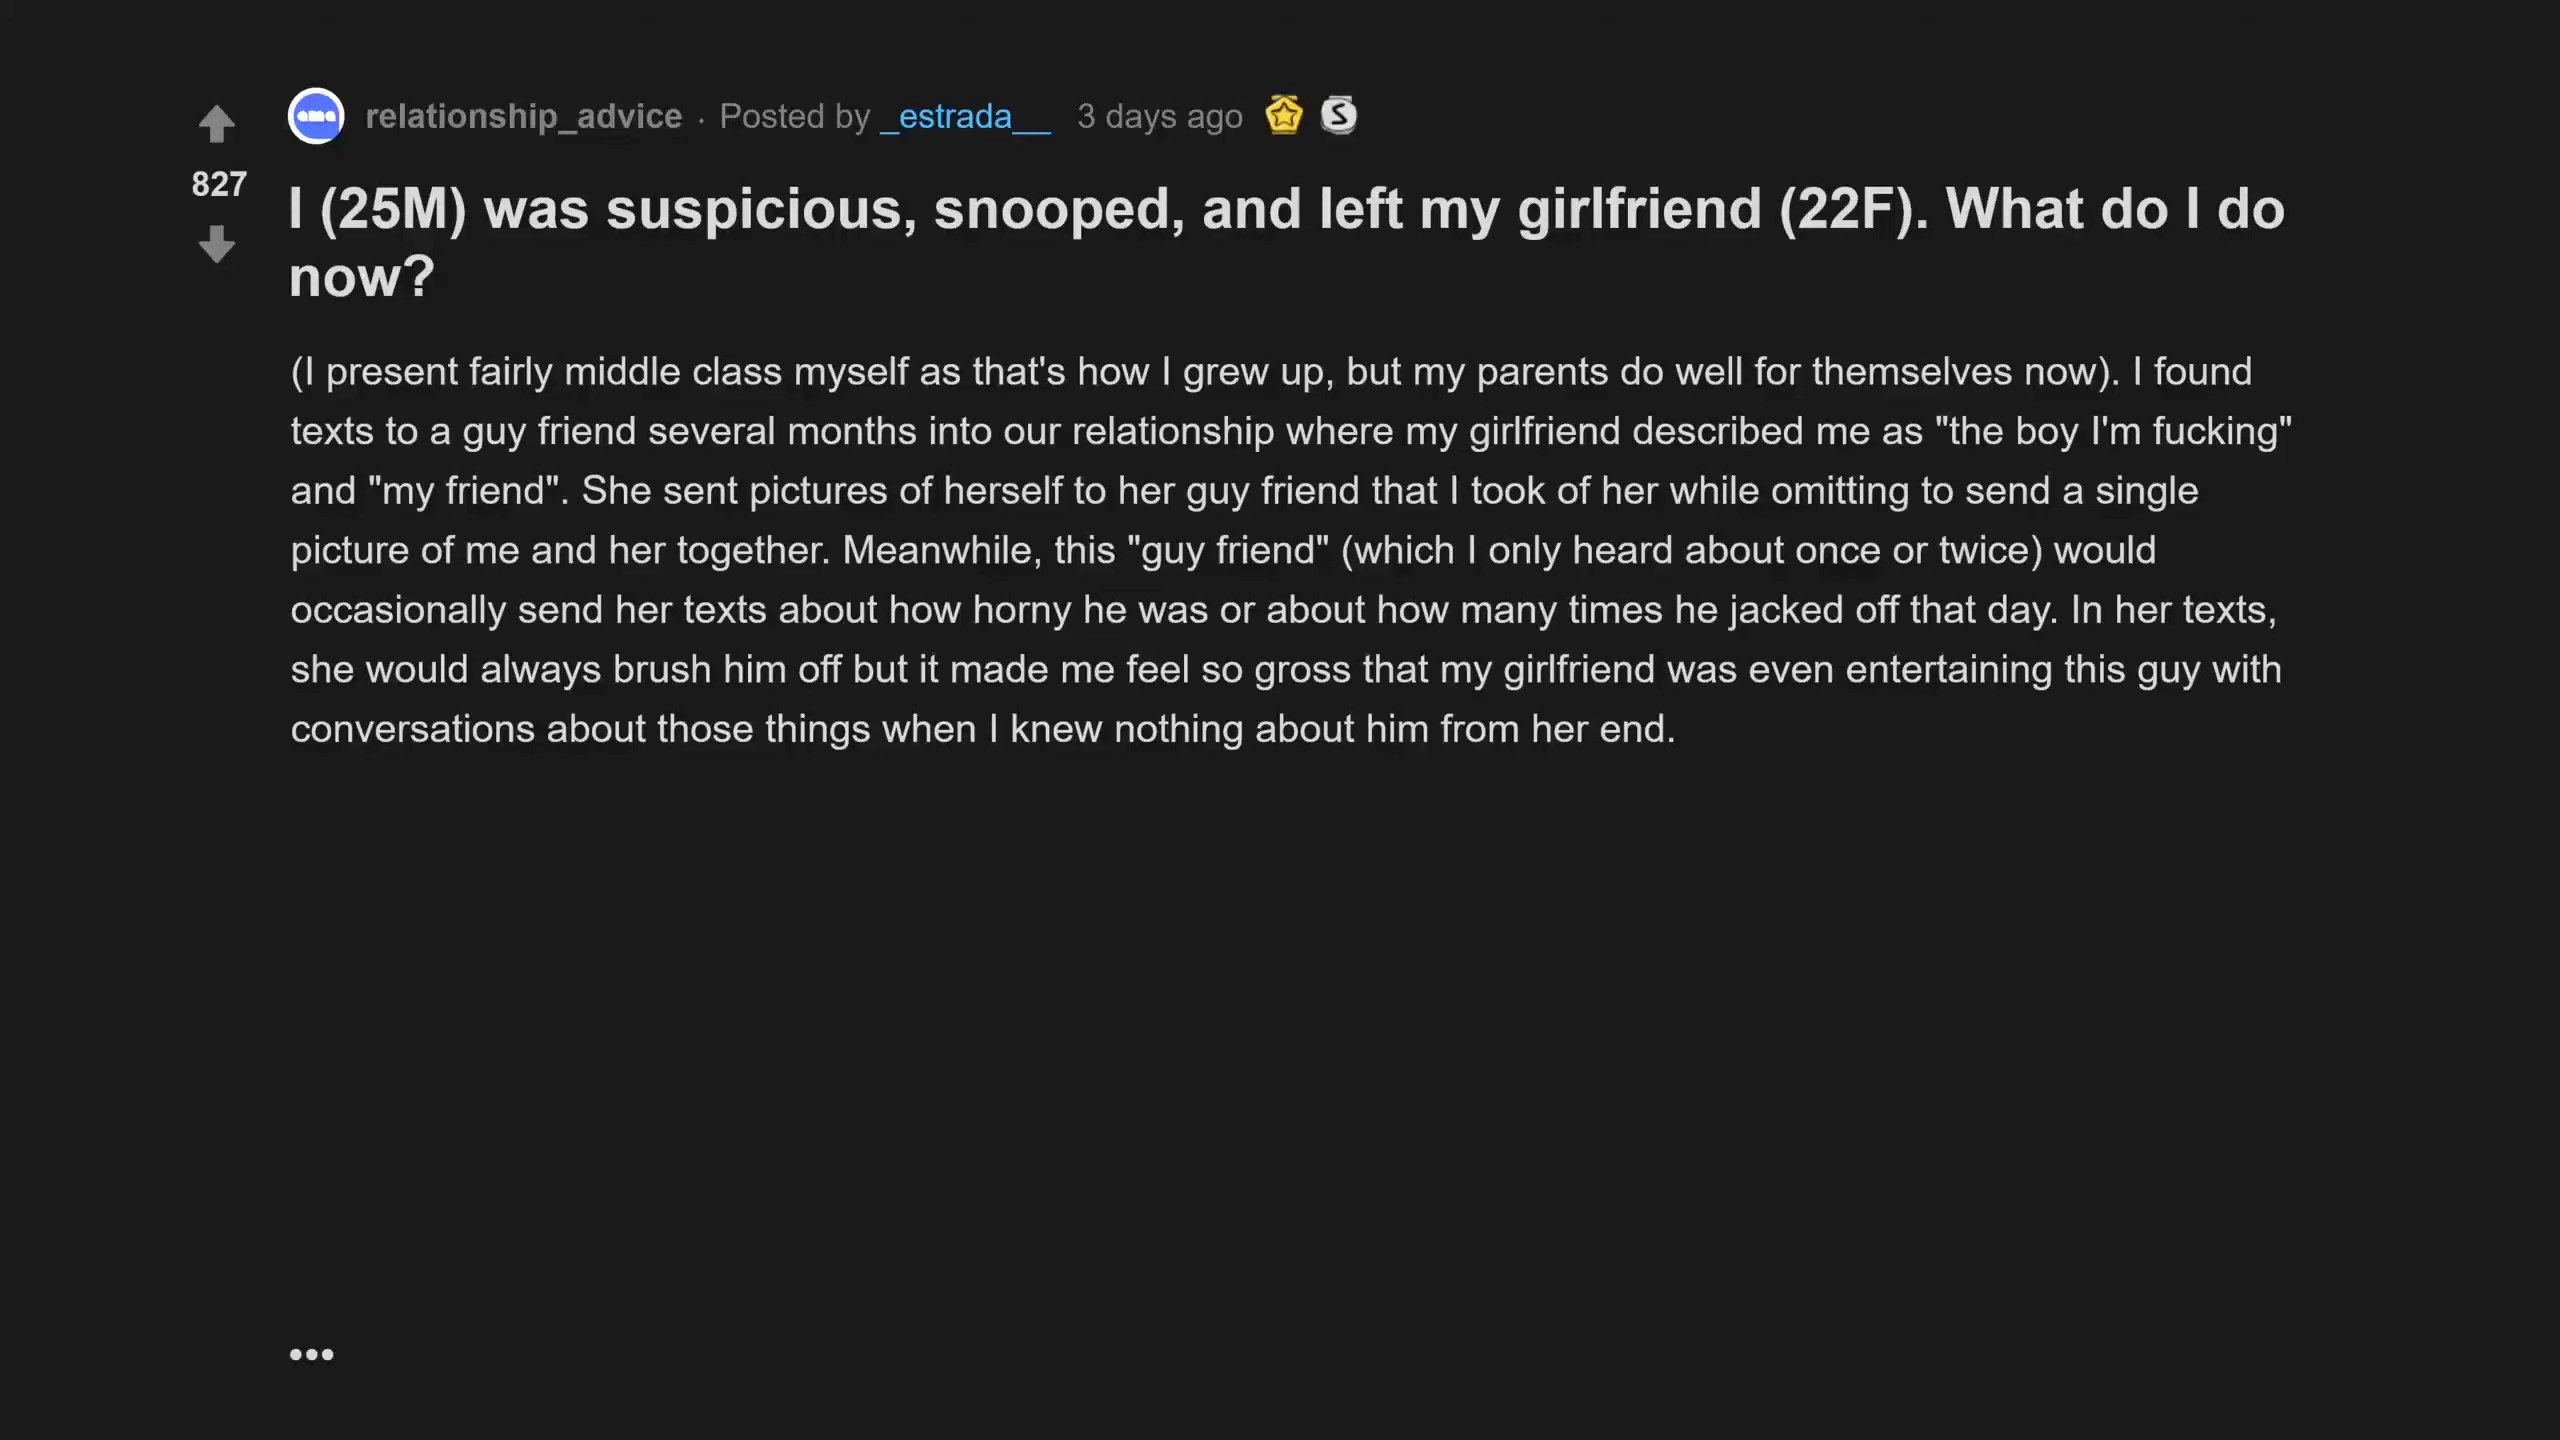 relationship_advice · Posted by _estrada__ 3 days ago
827
I (25M) was suspicious, snooped, and left my girlfriend (22F). What do I do
now?
(I present fairly middle class myself as that's how I grew up, but my parents do well for themselves now). I found
texts to a guy friend several months into our relationship where my girlfriend described me as "the boy I'm fucking"
and "my friend". She sent pictures of herself to her guy friend that I took of her while omitting to send a single
picture of me and her together. Meanwhile, this "guy friend" (which I only heard about once or twice) would
occasionally send her texts about how horny he was or about how many times he jacked off that day. In her texts,
she would always brush him off but it made me feel so gross that my girlfriend was even entertaining this guy with
conversations about those things when I knew nothing about him from her end.
•••